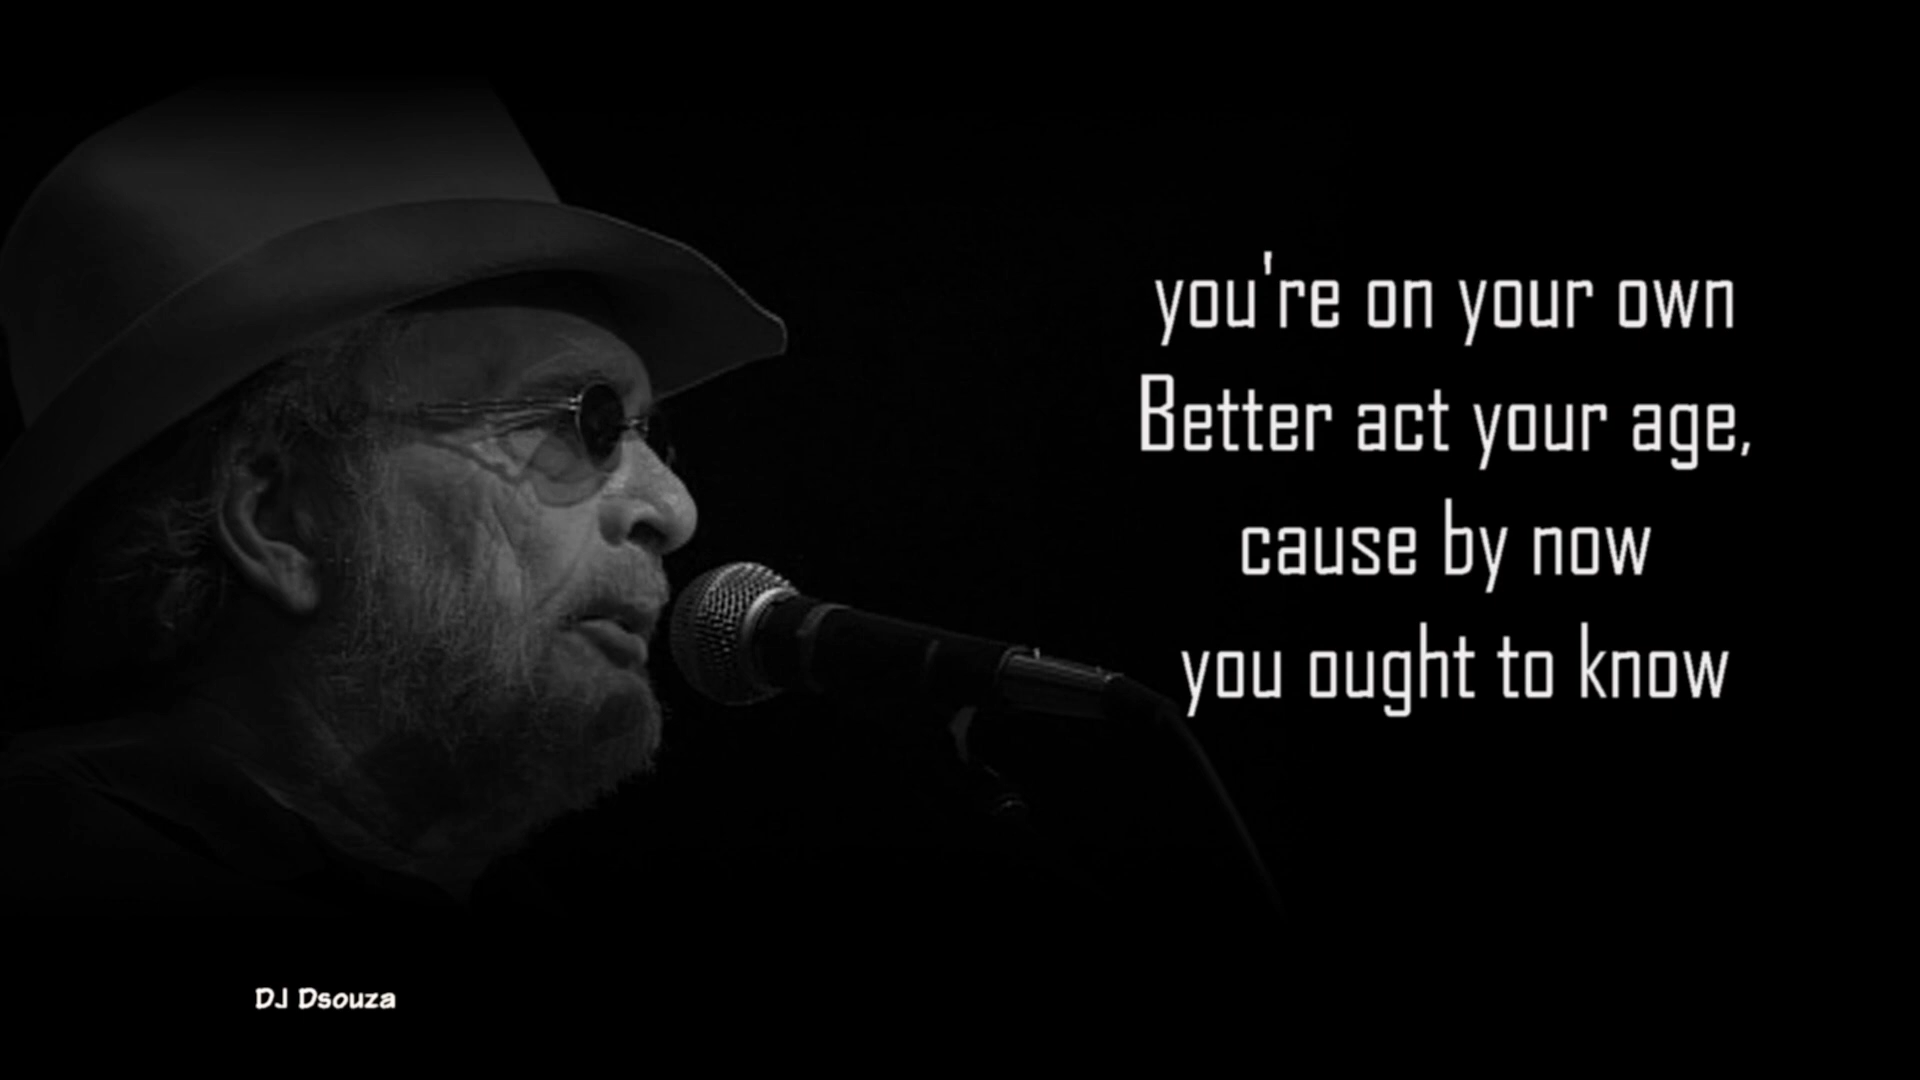 you're on your own
Better act your age,
cause by now
you ought to know
DJ Dsouza